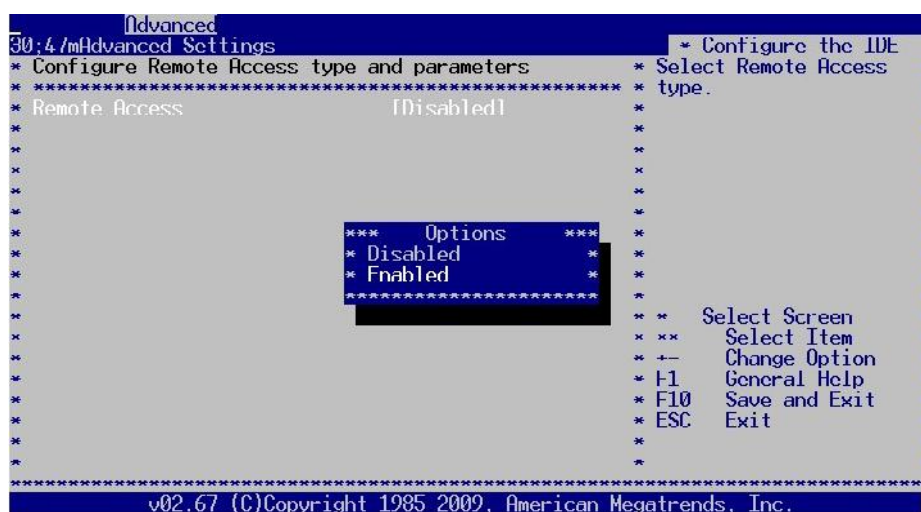 Advanced
30;47mAdvanced Settings * Configure the IDE
* Configure Remote Access type and parameters * Select Remote Access
* **************************************************** * type.
* Remote Access [Disabled] *
*** Options ***
* Disabled *
* Enabled *
**********************
* * Select Screen
* ** Select Item
* +- Change Option
* F1 General Help
* F10 Save and Exit
* ESC Exit
v02.67 (C)Copyright 1985 2009, American Megatrends, Inc.